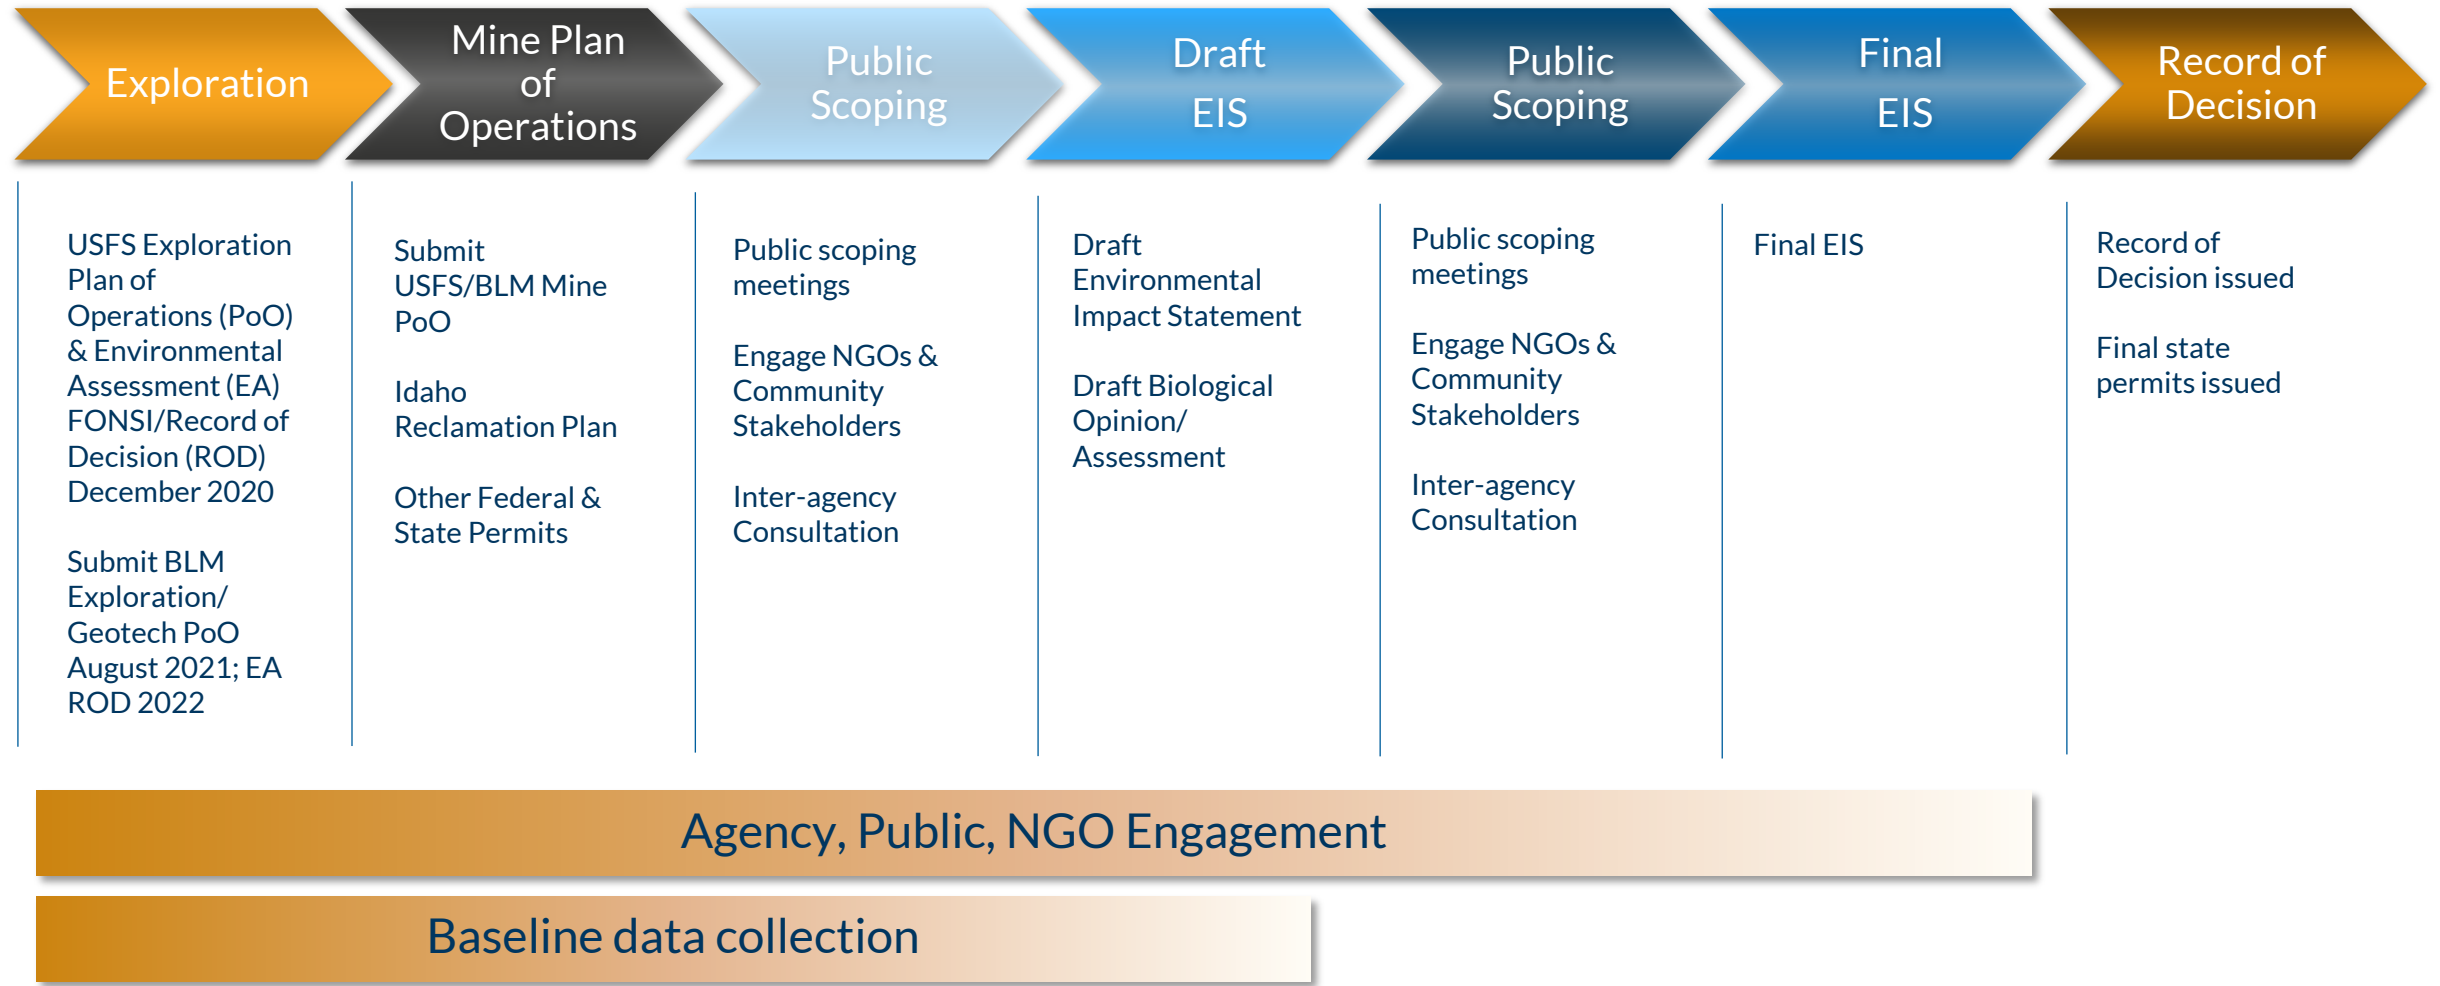 Exploration
Mine Plan
of
Operations
Public
Scoping
Draft
EIS
Public
Scoping
Final
EIS
Record of
Decision
USFS Exploration
Plan of
Operations (PoO)
& Environmental
Assessment (EA)
FONSI/Record of
Decision (ROD)
December 2020
Submit BLM
Exploration/
Geotech PoO
August 2021; EA
ROD 2022
Submit
USFS/BLM Mine
PoO
Idaho
Reclamation Plan
Other Federal &
State Permits
Public scoping
meetings
Engage NGOs &
Community
Stakeholders
Inter-agency
Consultation
Draft
Environmental
Impact Statement
Draft Biological
Opinion/
Assessment
Public scoping
meetings
Engage NGOs &
Community
Stakeholders
Inter-agency
Consultation
Final EIS
Record of
Decision issued
Final state
permits issued
Agency, Public, NGO Engagement
Baseline data collection